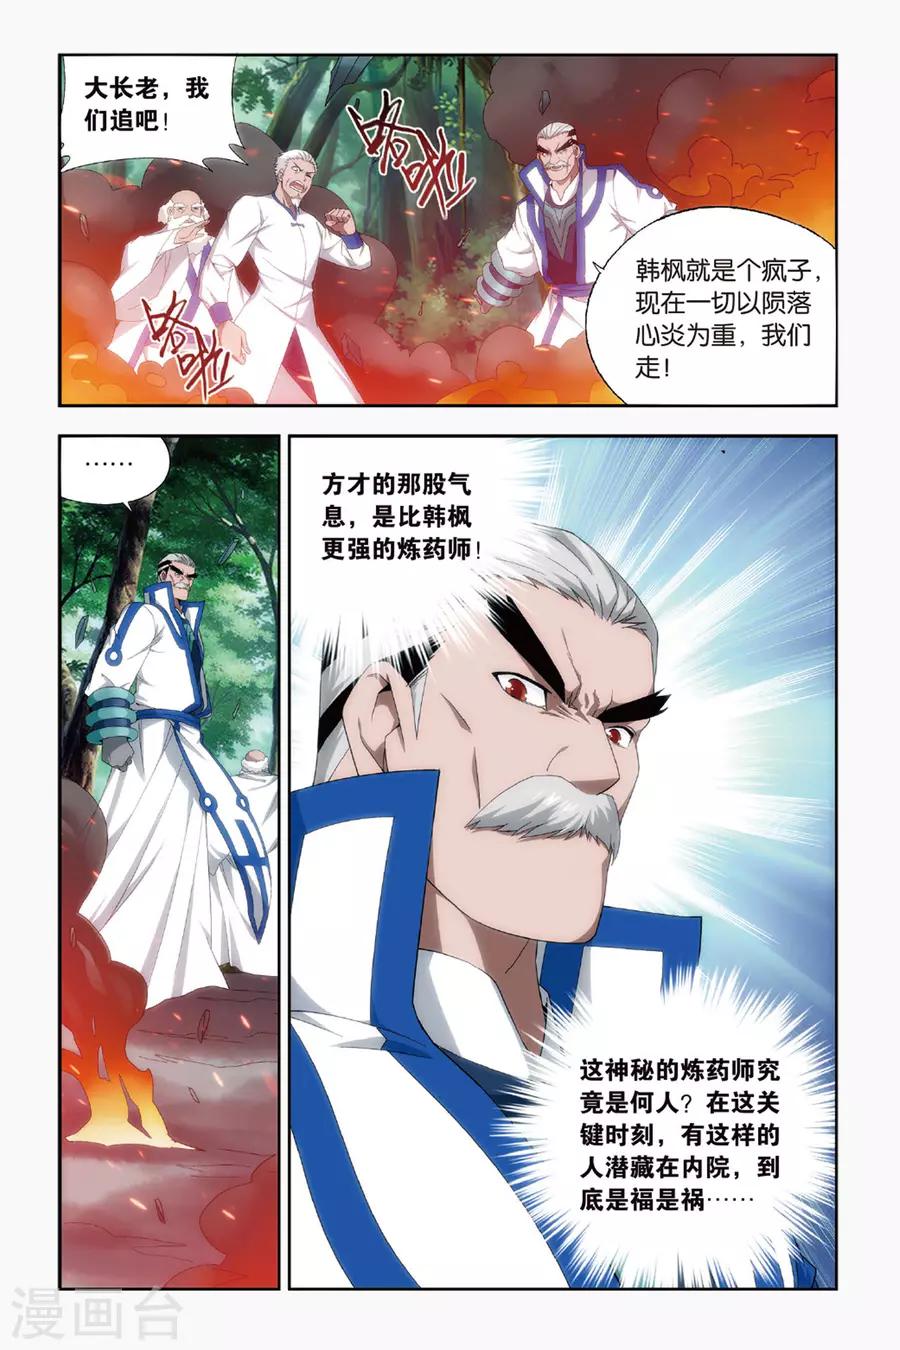 大长老，我
们追吧！
咯啦
咯啦
韩枫就是个疯子，
现在一切以陨落
心炎为重，我们
走！
……
方才的那股气
息，是比韩枫
更强的炼药师！
这神秘的炼药师究
竟是何人？在这关
键时刻，有这样的
人潜藏在内院，到
底是福是祸……
漫画台